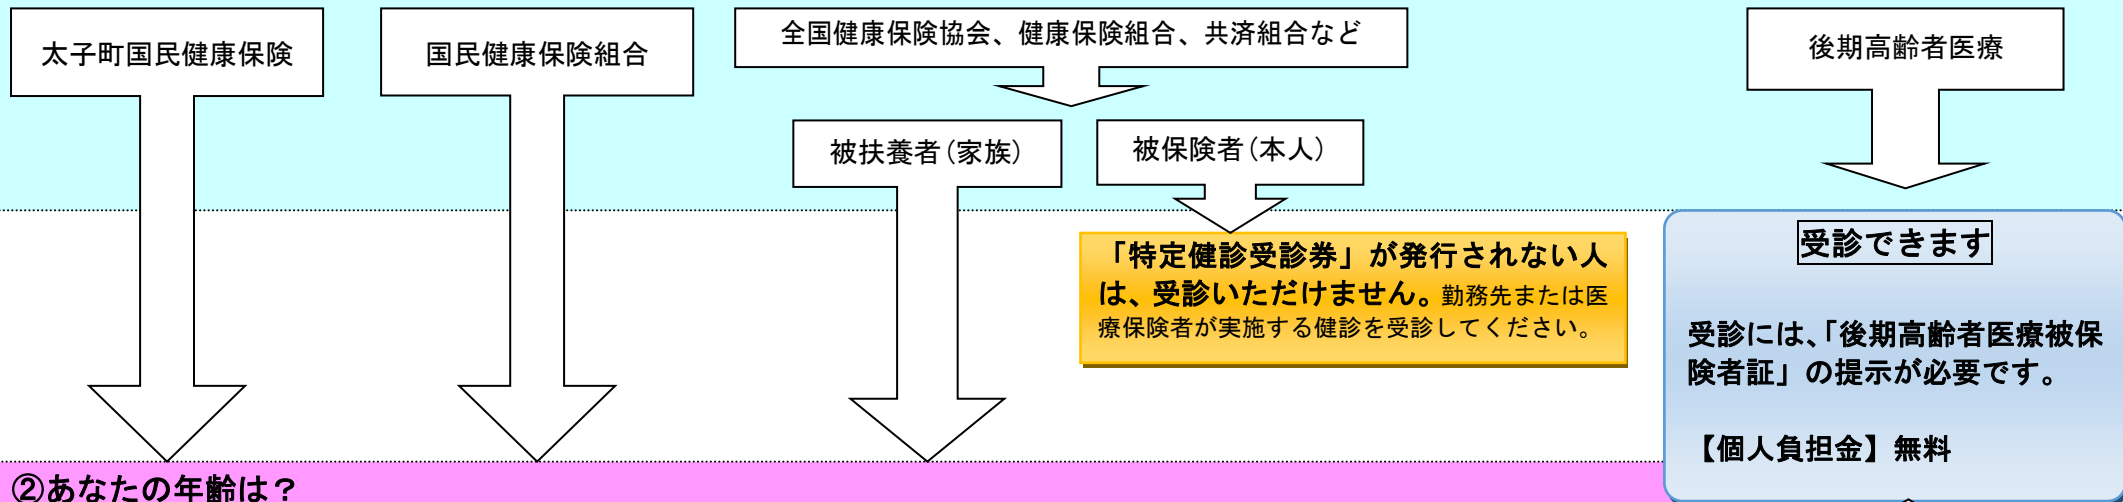 太子町国民健康保険
国民健康保険組合
全国健康保険協会、健康保険組合、共済組合など
後期高齢者医療
被扶養者(家族)
被保険者(本人)
「特定健診受診券」が発行されない人
は、受診いただけません。勤務先または医
療保険者が実施する健診を受診してください。
受診できます
受診には、「後期高齢者医療被保
険者証」の提示が必要です。
【個人負担金】無料
②あなたの年齢は？